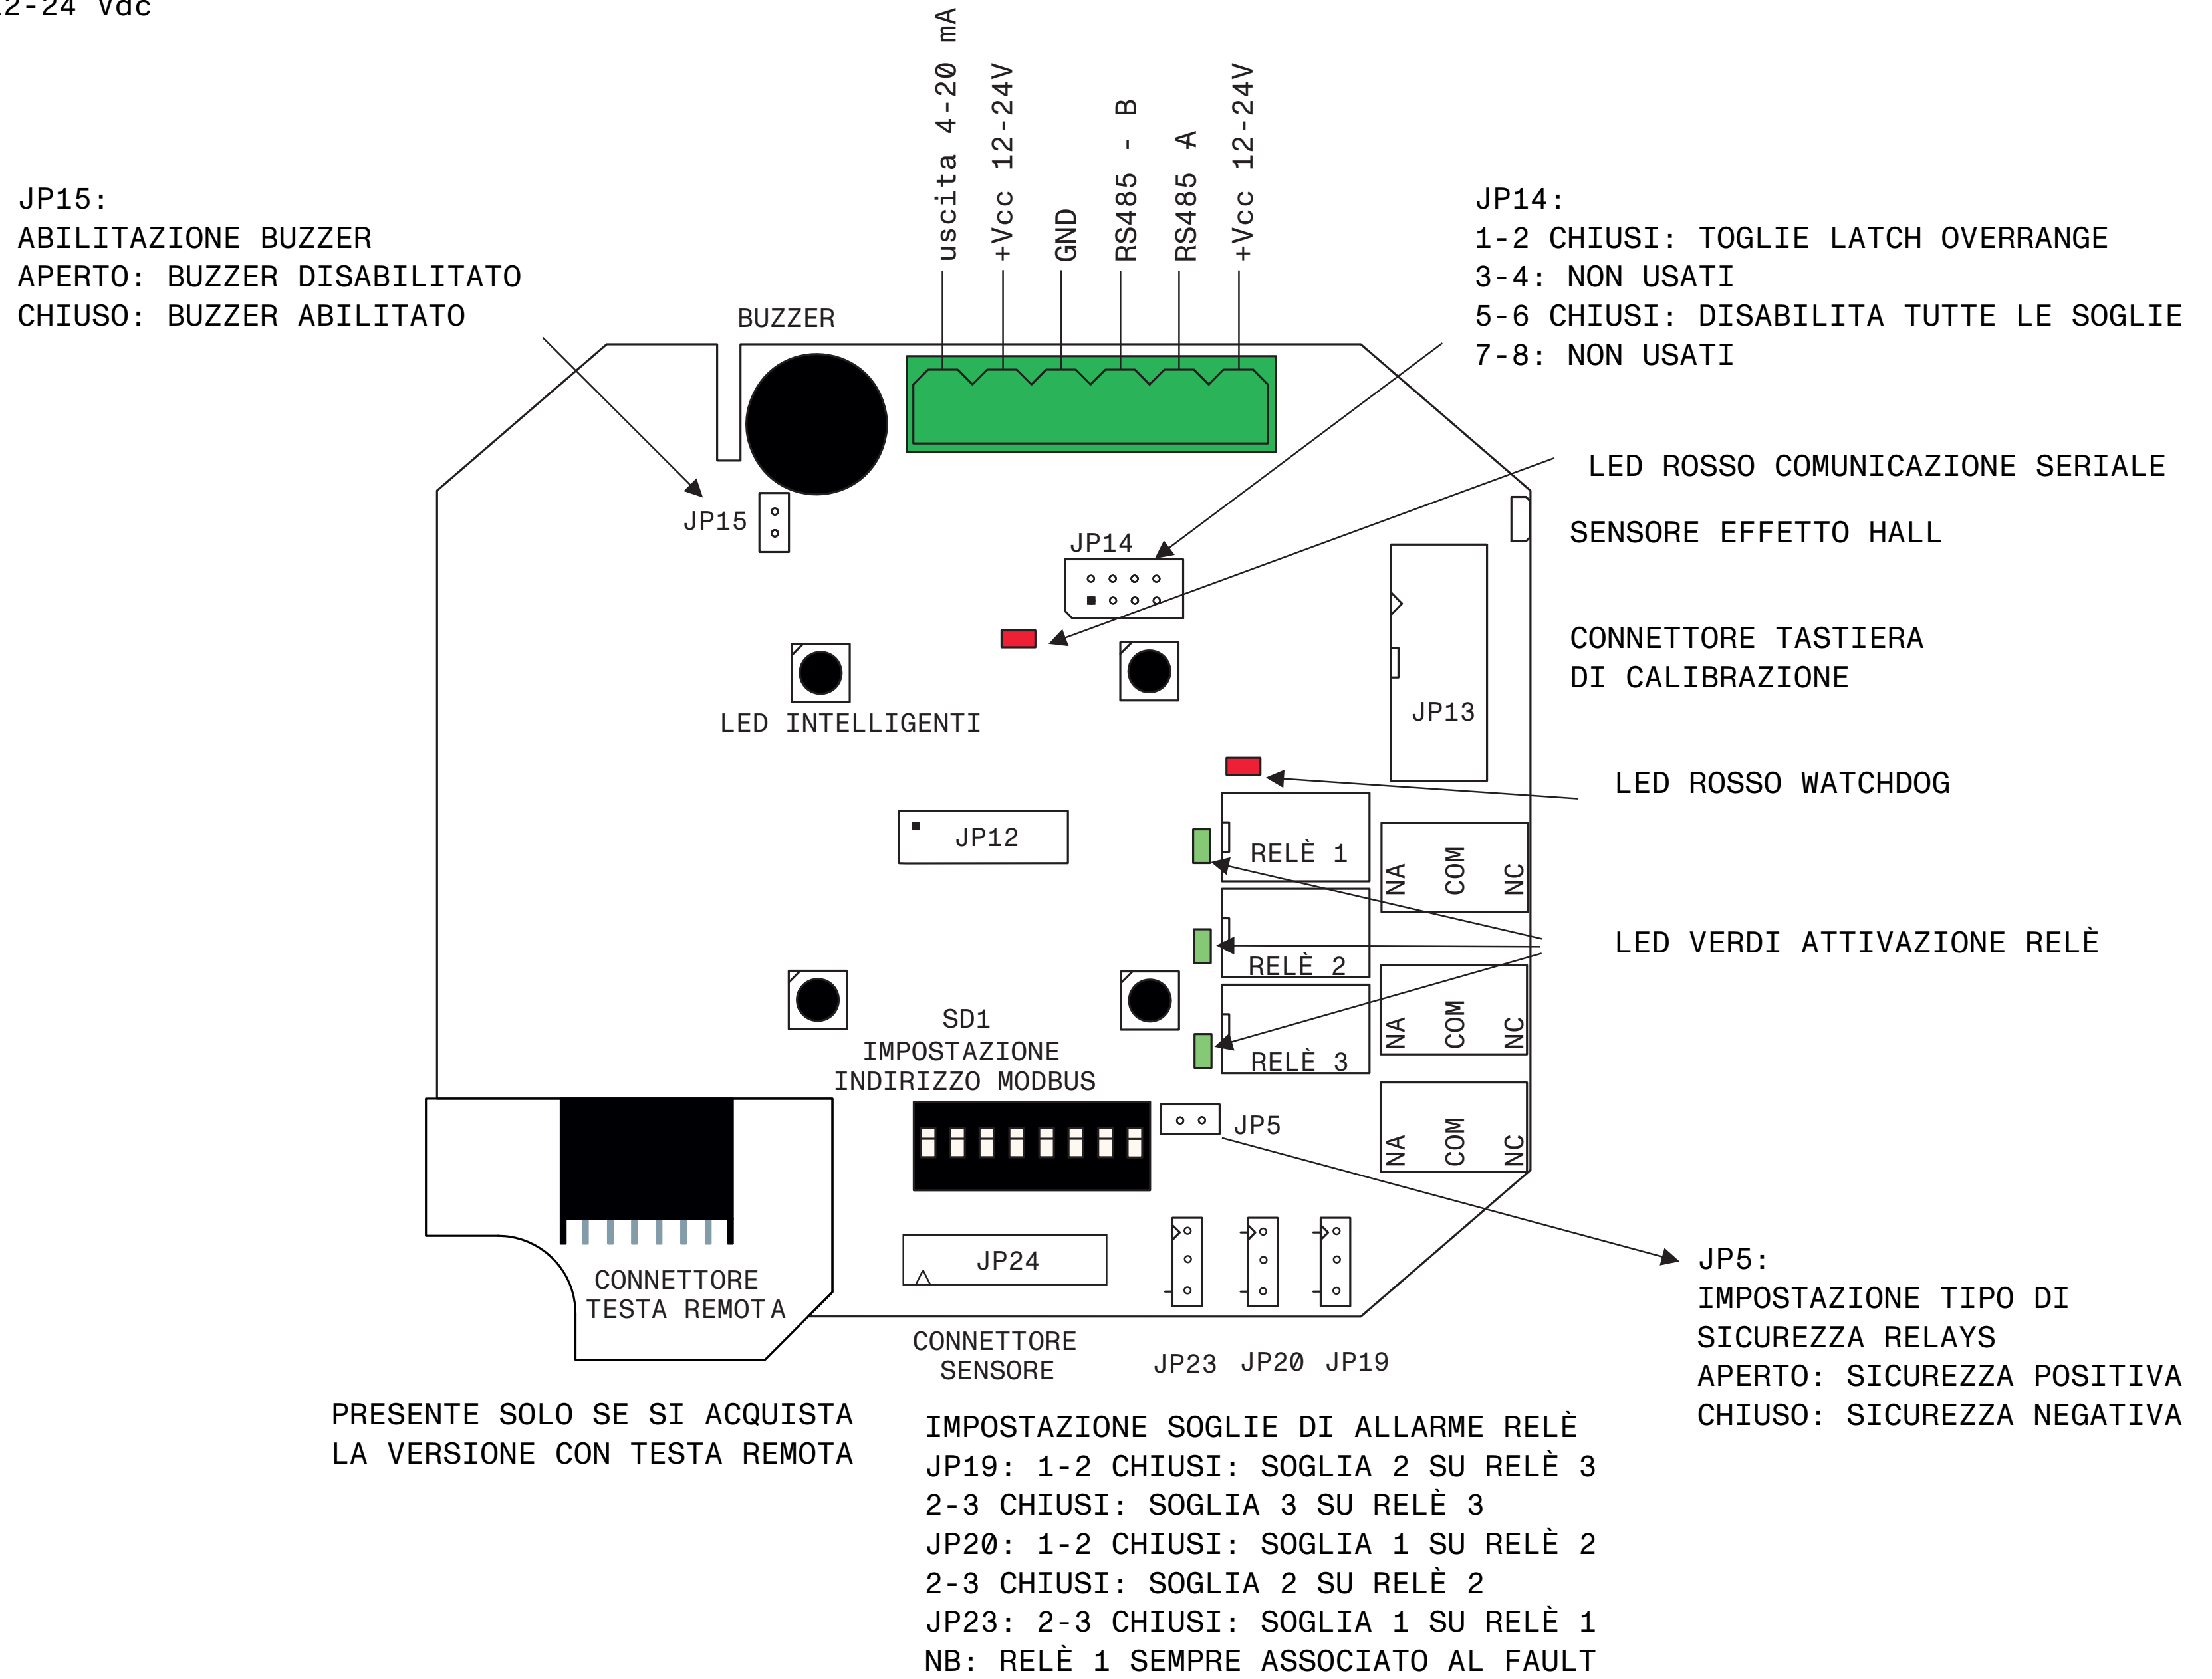 12-24 Vdc
uscita 4-20 mA
+Vcc 12-24V
GND
RS485 - B
RS485 A
+Vcc 12-24V
JP15:
ABILITAZIONE BUZZER
APERTO: BUZZER DISABILITATO
CHIUSO: BUZZER ABILITATO
JP14:
1-2 CHIUSI: TOGLIE LATCH OVERRANGE
3-4: NON USATI
5-6 CHIUSI: DISABILITA TUTTE LE SOGLIE
7-8: NON USATI
BUZZER
LED ROSSO COMUNICAZIONE SERIALE
JP15
SENSORE EFFETTO HALL
JP14
CONNETTORE TASTIERA
DI CALIBRAZIONE
JP13
LED INTELLIGENTI
LED ROSSO WATCHDOG
JP12
RELÈ 1
NA COM NC
LED VERDI ATTIVAZIONE RELÈ
RELÈ 2
NA COM NC
SD1
IMPOSTAZIONE
INDIRIZZO MODBUS
RELÈ 3
JP5
NA COM NC
JP24
CONNETTORE
TESTA REMOTA
JP5:
IMPOSTAZIONE TIPO DI
SICUREZZA RELAYS
APERTO: SICUREZZA POSITIVA
CHIUSO: SICUREZZA NEGATIVA
CONNETTORE
SENSORE
JP23 JP20 JP19
PRESENTE SOLO SE SI ACQUISTA
LA VERSIONE CON TESTA REMOTA
IMPOSTAZIONE SOGLIE DI ALLARME RELÈ
JP19: 1-2 CHIUSI: SOGLIA 2 SU RELÈ 3
2-3 CHIUSI: SOGLIA 3 SU RELÈ 3
JP20: 1-2 CHIUSI: SOGLIA 1 SU RELÈ 2
2-3 CHIUSI: SOGLIA 2 SU RELÈ 2
JP23: 2-3 CHIUSI: SOGLIA 1 SU RELÈ 1
NB: RELÈ 1 SEMPRE ASSOCIATO AL FAULT